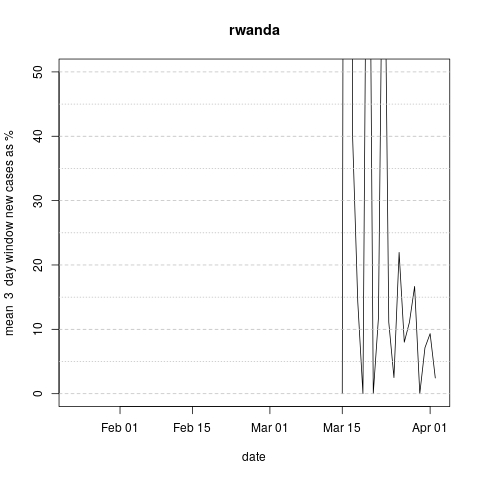 rwanda
mean 3 day window new cases as %
50
40
30
20
10
0
Feb 01
Feb 15
Mar 01
Mar 15
Apr 01
date